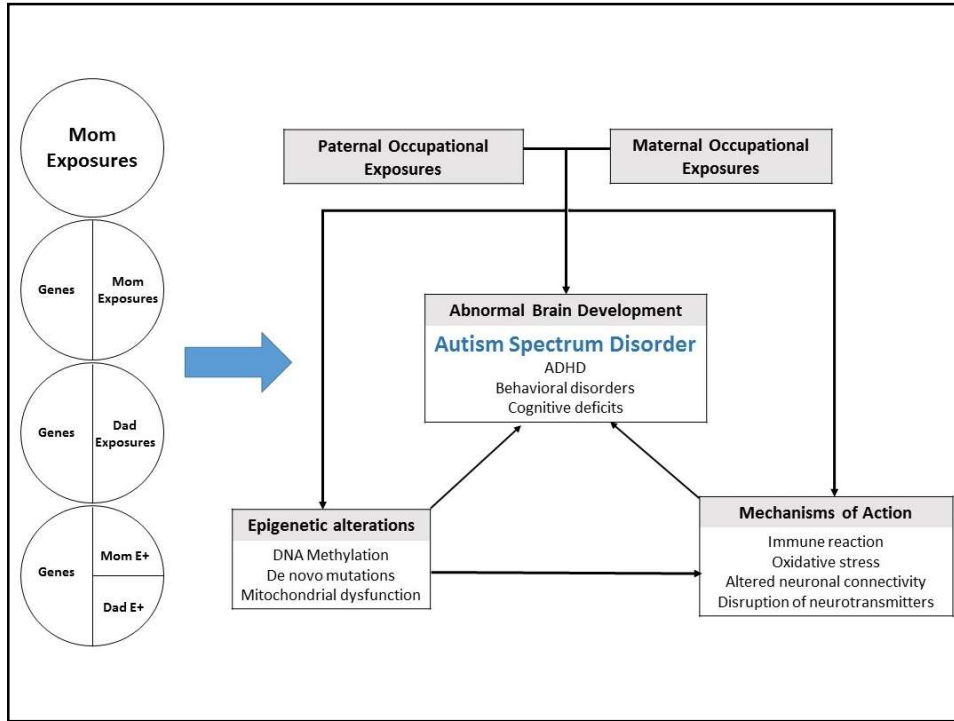 Mom
Exposures
Genes
Mom
Exposures
Genes
Dad
Exposures
Genes
Mom E+
Dad E+
Paternal Occupational
Exposures
Maternal Occupational
Exposures
Abnormal Brain Development
Autism Spectrum Disorder
ADHD
Behavioral disorders
Cognitive deficits
Epigenetic alterations
DNA Methylation
De novo mutations
Mitochondrial dysfunction
Mechanisms of Action
Immune reaction
Oxidative stress
Altered neuronal connectivity
Disruption of neurotransmitters